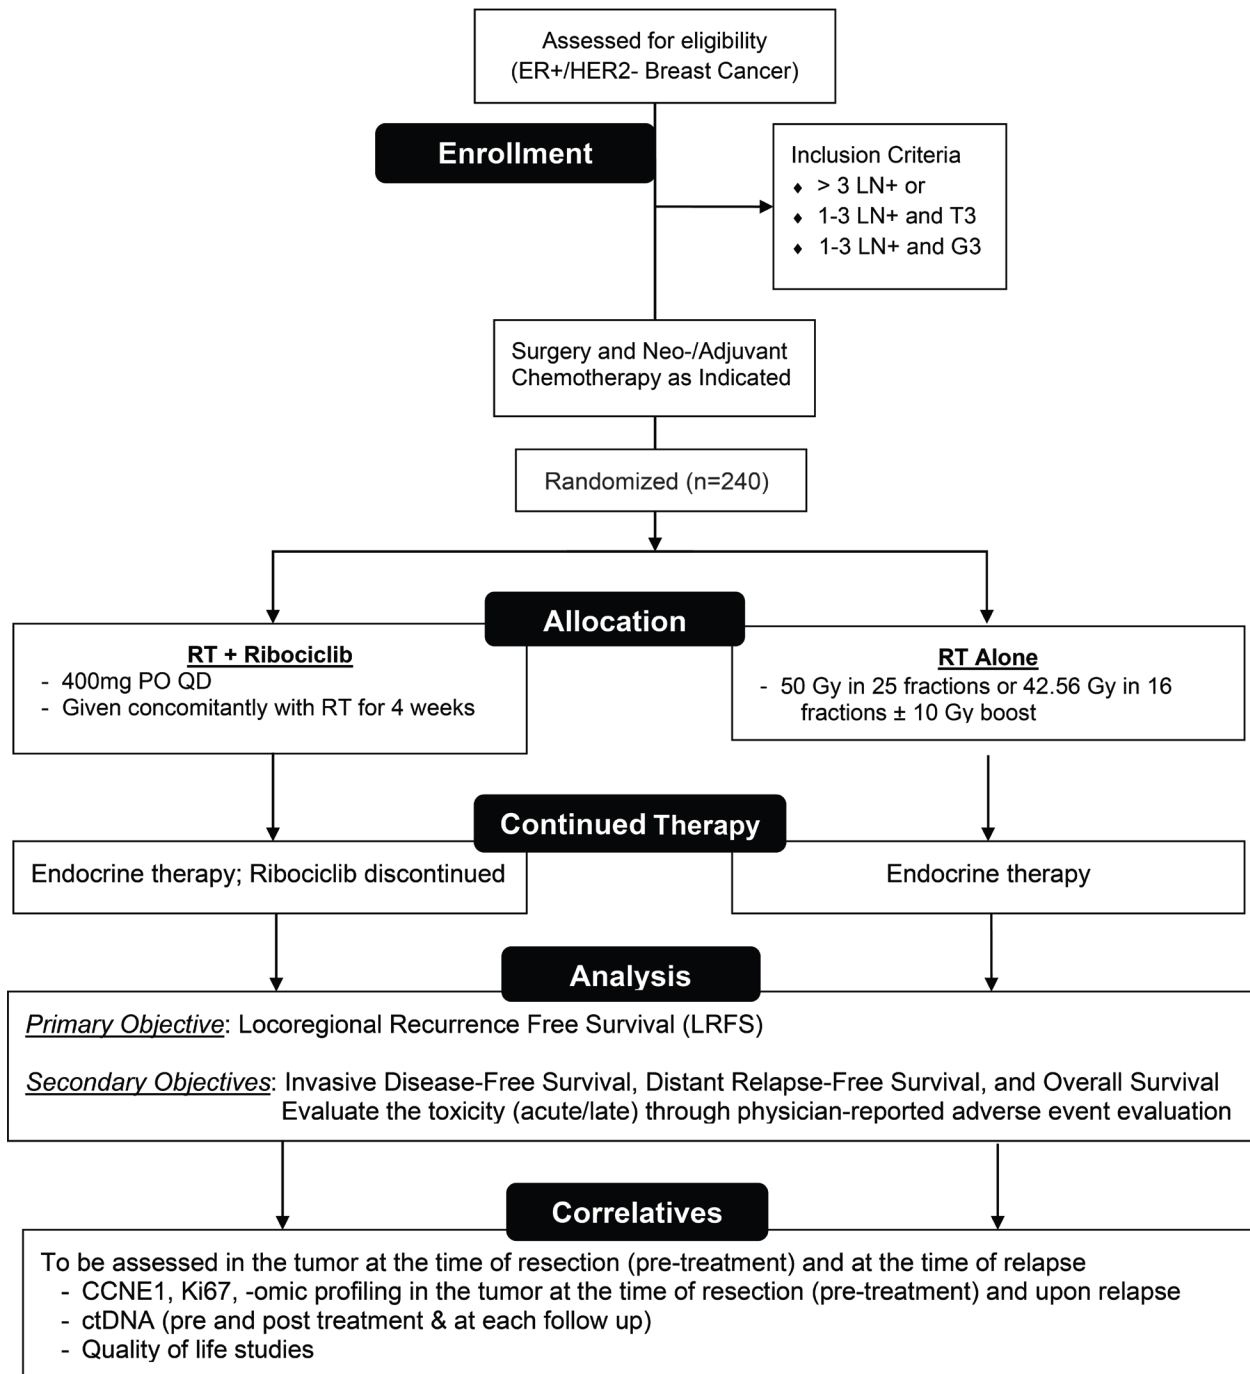 Assessed for eligibility
(ER+/HER2- Breast Cancer)
Enrollment
Inclusion Criteria
♦ > 3 LN+ or
♦ 1-3 LN+ and T3
♦ 1-3 LN+ and G3
Surgery and Neo-/Adjuvant
Chemotherapy as Indicated
Randomized (n=240)
Allocation
RT + Ribociclib
- 400mg PO QD
- Given concomitantly with RT for 4 weeks
RT Alone
- 50 Gy in 25 fractions or 42.56 Gy in 16
fractions ± 10 Gy boost
Continued Therapy
Endocrine therapy; Ribociclib discontinued
Endocrine therapy
Analysis
Primary Objective: Locoregional Recurrence Free Survival (LRFS)
Secondary Objectives: Invasive Disease-Free Survival, Distant Relapse-Free Survival, and Overall Survival
Evaluate the toxicity (acute/late) through physician-reported adverse event evaluation
Correlatives
To be assessed in the tumor at the time of resection (pre-treatment) and at the time of relapse
- CCNE1, Ki67, -omic profiling in the tumor at the time of resection (pre-treatment) and upon relapse
- ctDNA (pre and post treatment & at each follow up)
- Quality of life studies